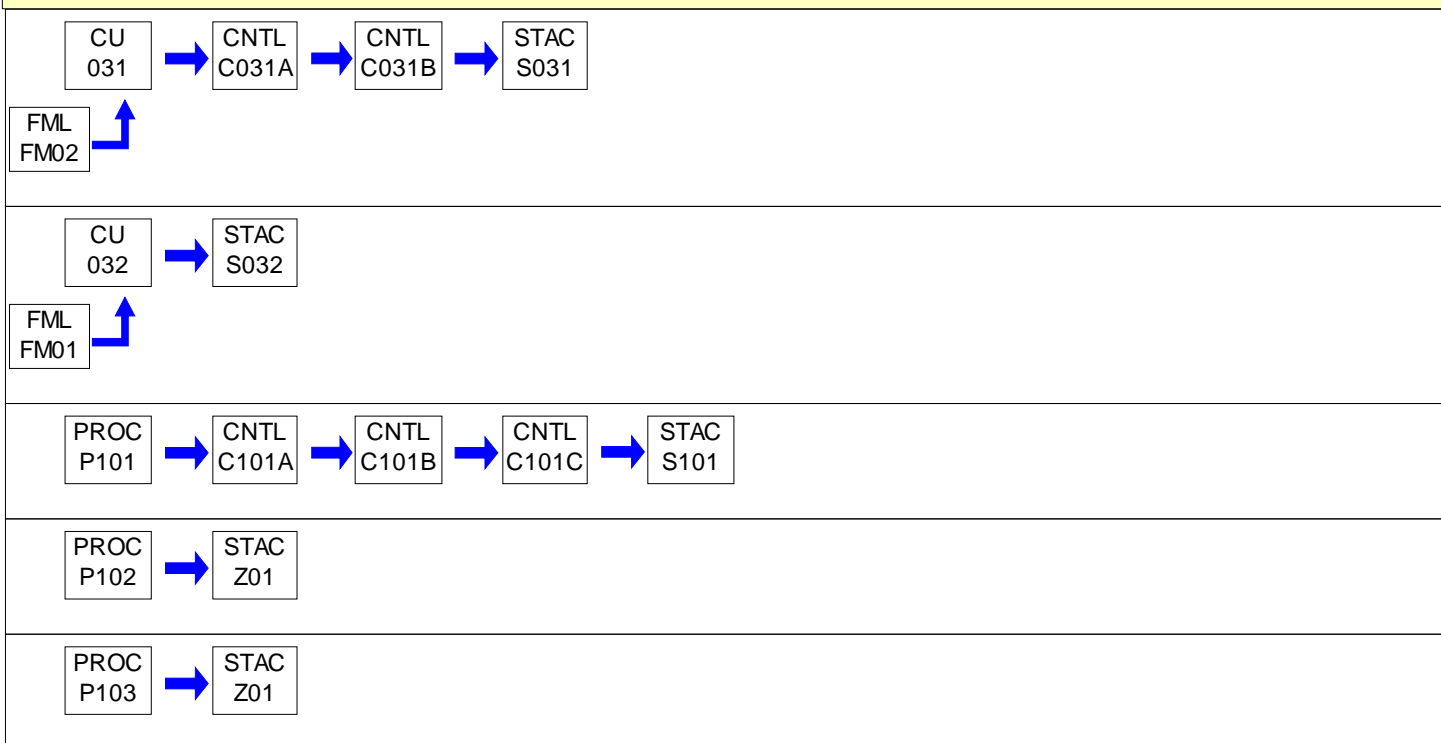 CU
031
CNTL
C031A
CNTL
C031B
STAC
S031
FML
FM02
CU
032
STAC
S032
FML
FM01
PROC
P101
CNTL
C101A
CNTL
C101B
CNTL
C101C
STAC
S101
PROC
P102
STAC
Z01
PROC
P103
STAC
Z01